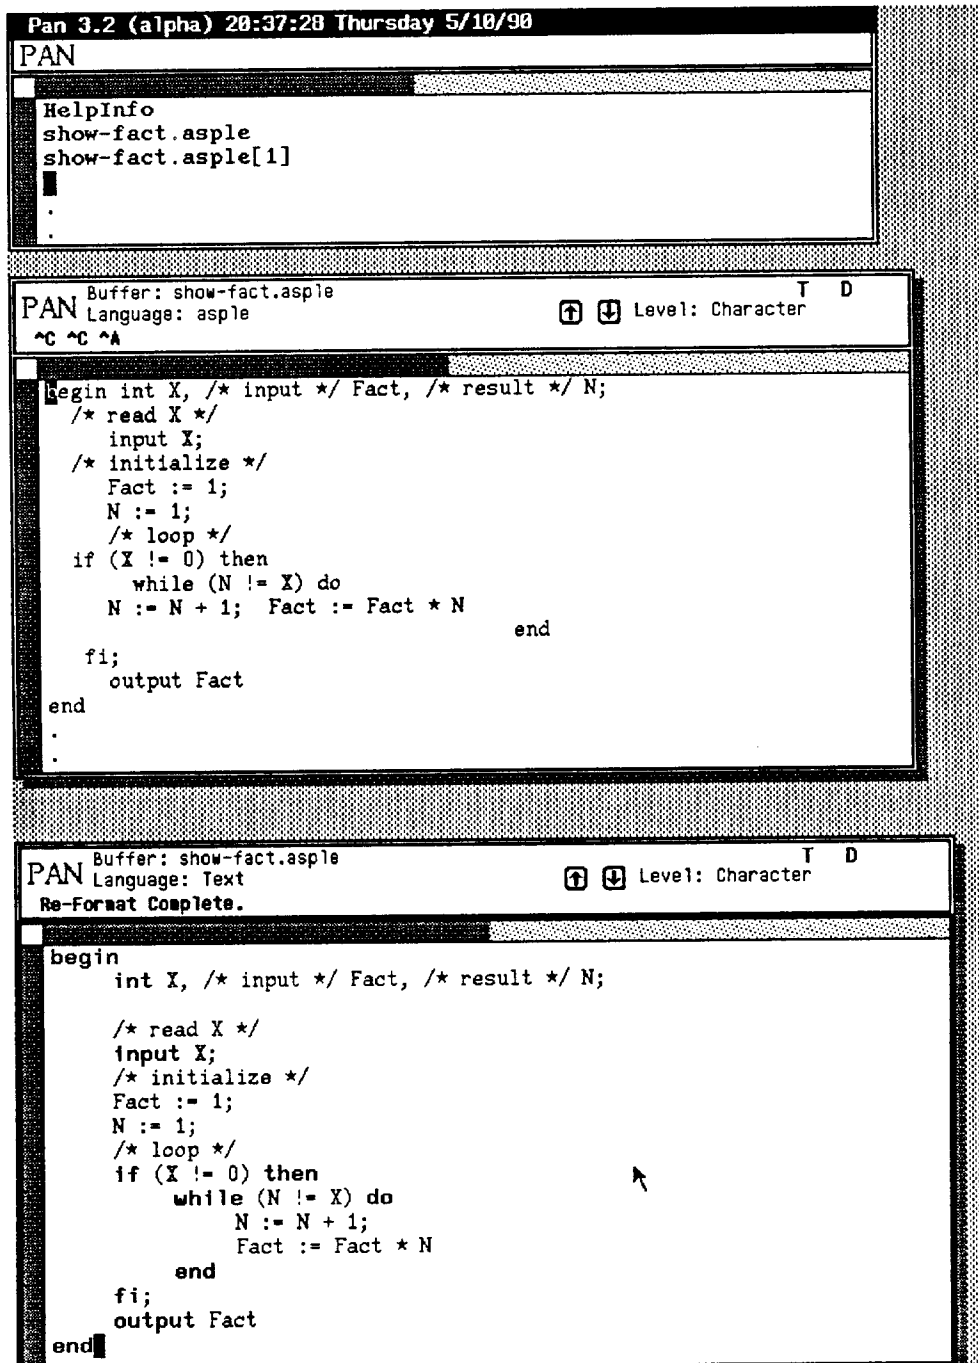 Pan 3.2 (alpha) 20:37:28 Thursday 5/10/90
PAN
HelpInfo
show-fact.asple
show-fact.asple[1]
.
.
PAN Buffer: show-fact.asple T D
Language: asple Level: Character
^C ^C ^A
begin int X, /* input */ Fact, /* result */ N;
  /* read X */
     input X;
  /* initialize */
     Fact := 1;
     N := 1;
     /* loop */
  if (X != 0) then
       while (N != X) do
     N := N + 1;  Fact := Fact * N
                                     end
   fi;
     output Fact
end
.
.
PAN Buffer: show-fact.asple T D
Language: Text Level: Character
Re-Format Complete.
begin
     int X, /* input */ Fact, /* result */ N;

     /* read X */
     input X;
     /* initialize */
     Fact := 1;
     N := 1;
     /* loop */
     if (X != 0) then
          while (N != X) do
               N := N + 1;
               Fact := Fact * N
          end
     fi;
     output Fact
end